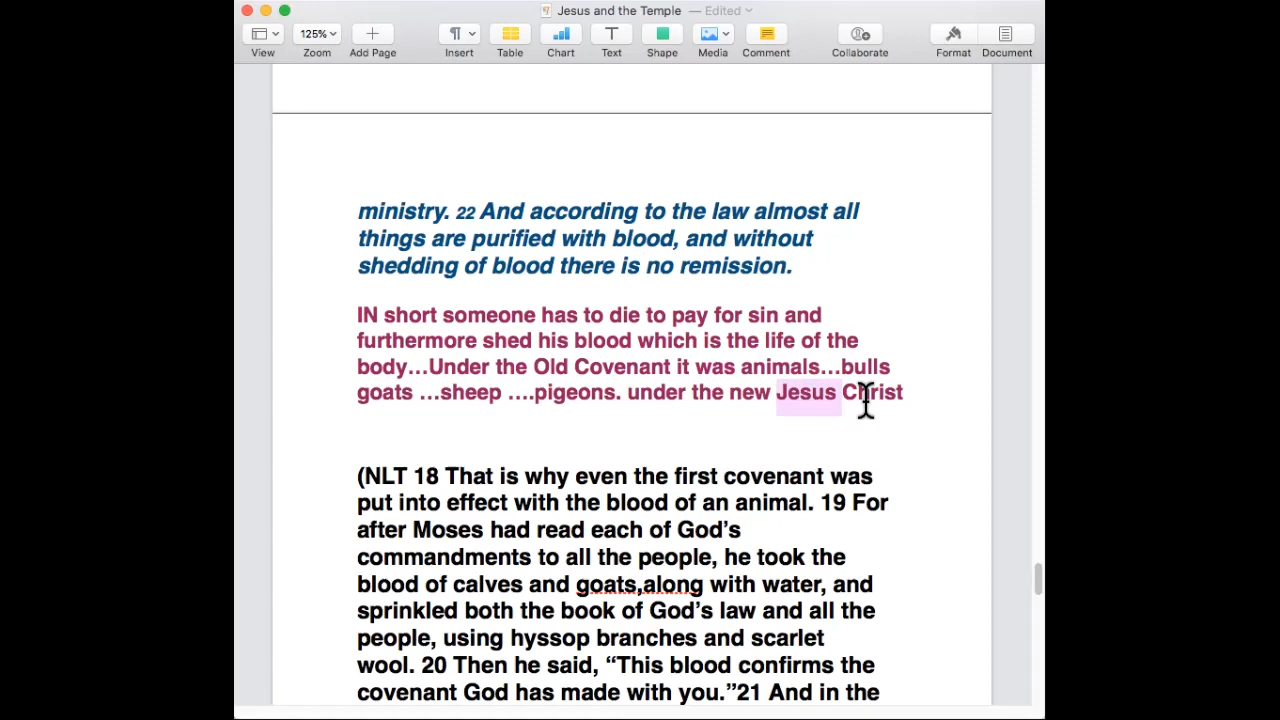 Jesus and the Temple — Edited
125%
View Zoom Add Page Insert Table Chart Text Shape Media Comment Collaborate Format Document
ministry. 22 And according to the law almost all
things are purified with blood, and without
shedding of blood there is no remission.
IN short someone has to die to pay for sin and
furthermore shed his blood which is the life of the
body…Under the Old Covenant it was animals…bulls
goats …sheep ….pigeons. under the new Jesus Christ
(NLT 18 That is why even the first covenant was
put into effect with the blood of an animal. 19 For
after Moses had read each of God’s
commandments to all the people, he took the
blood of calves and goats,along with water, and
sprinkled both the book of God’s law and all the
people, using hyssop branches and scarlet
wool. 20 Then he said, “This blood confirms the
covenant God has made with you.”21 And in the